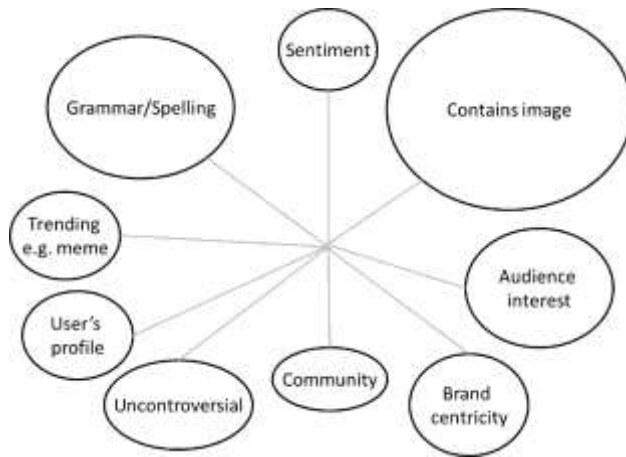 Sentiment
Grammar/Spelling
Contains image
Trending
e.g. meme
Audience
interest
User's
profile
Community
Uncontroversial
Brand
centricity